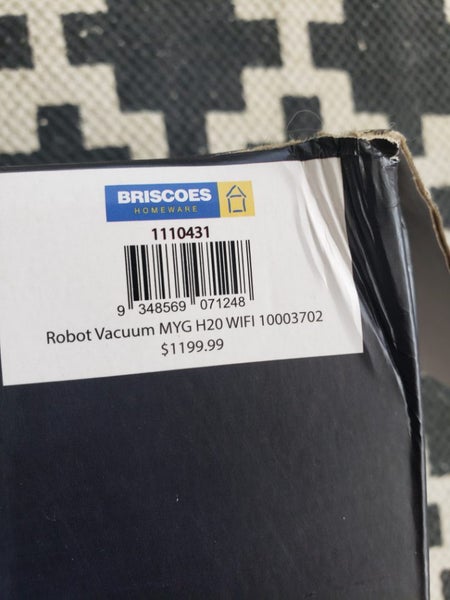 BRISCOES
HOMEWARE
1110431
9 348569 071248
Robot Vacuum MYG H20 WIFI 10003702
$1199.99